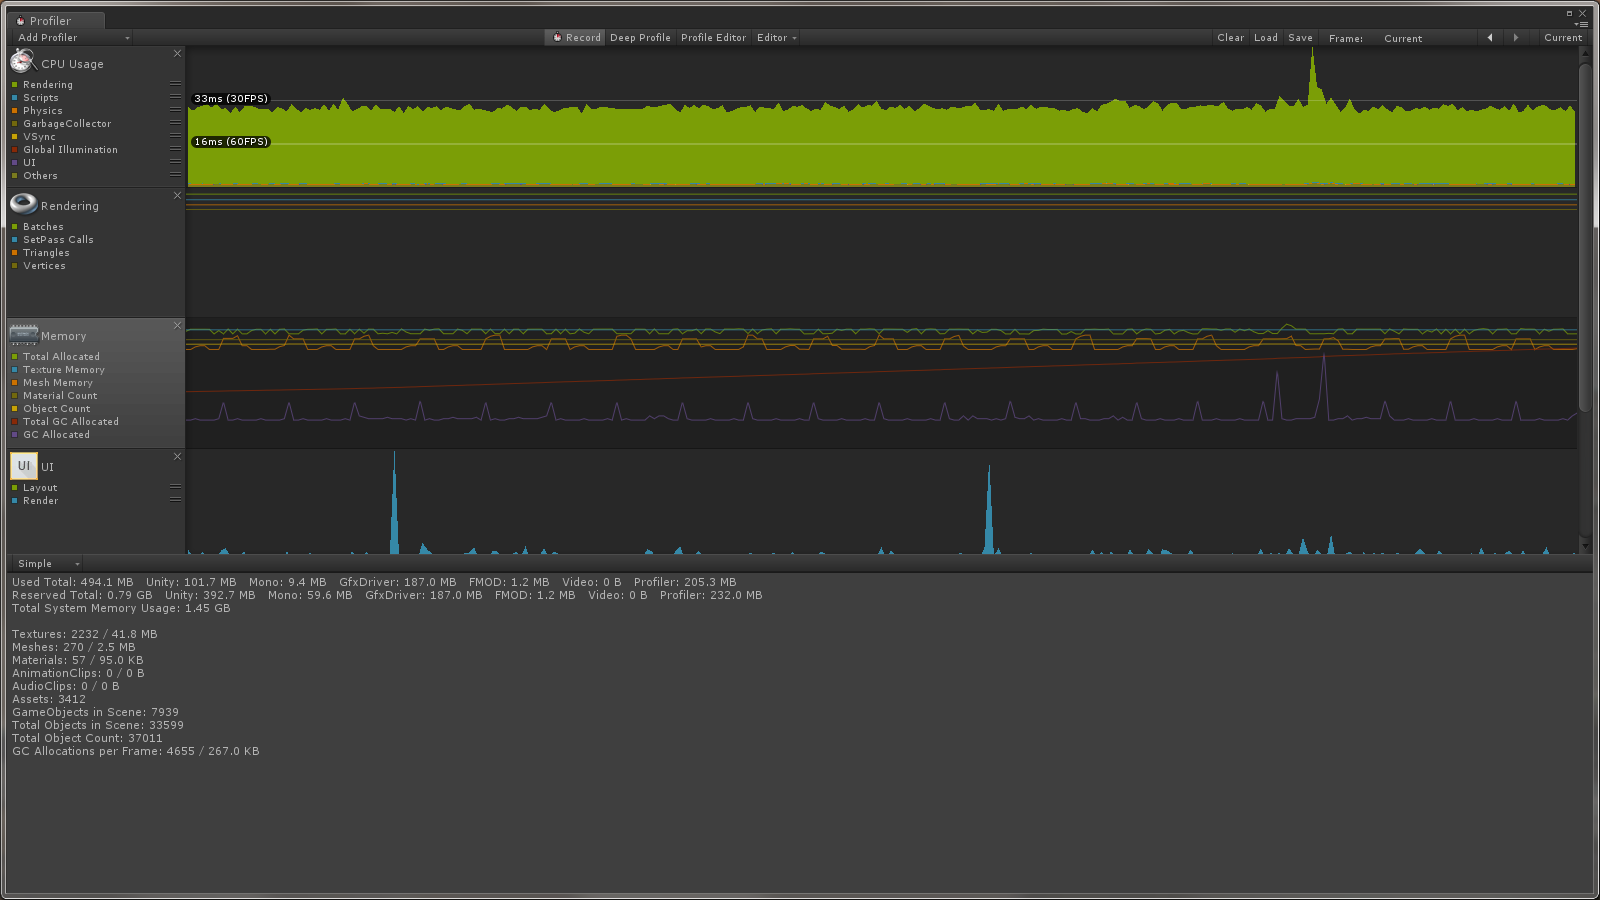 Profiler
Add Profiler Record Deep Profile Profile Editor Editor Clear Load Save Frame: Current Current
CPU Usage
Rendering
Scripts
Physics
GarbageCollector
VSync
Global Illumination
UI
Others
33ms (30FPS)
16ms (60FPS)
Rendering
Batches
SetPass Calls
Triangles
Vertices
Memory
Total Allocated
Texture Memory
Mesh Memory
Material Count
Object Count
Total GC Allocated
GC Allocated
UI UI
Layout
Render
Simple
Used Total: 494.1 MB Unity: 101.7 MB Mono: 9.4 MB GfxDriver: 187.0 MB FMOD: 1.2 MB Video: 0 B Profiler: 205.3 MB
Reserved Total: 0.79 GB Unity: 392.7 MB Mono: 59.6 MB GfxDriver: 187.0 MB FMOD: 1.2 MB Video: 0 B Profiler: 232.0 MB
Total System Memory Usage: 1.45 GB
Textures: 2232 / 41.8 MB
Meshes: 270 / 2.5 MB
Materials: 57 / 95.0 KB
AnimationClips: 0 / 0 B
AudioClips: 0 / 0 B
Assets: 3412
GameObjects in Scene: 7939
Total Objects in Scene: 33599
Total Object Count: 37011
GC Allocations per Frame: 4655 / 267.0 KB